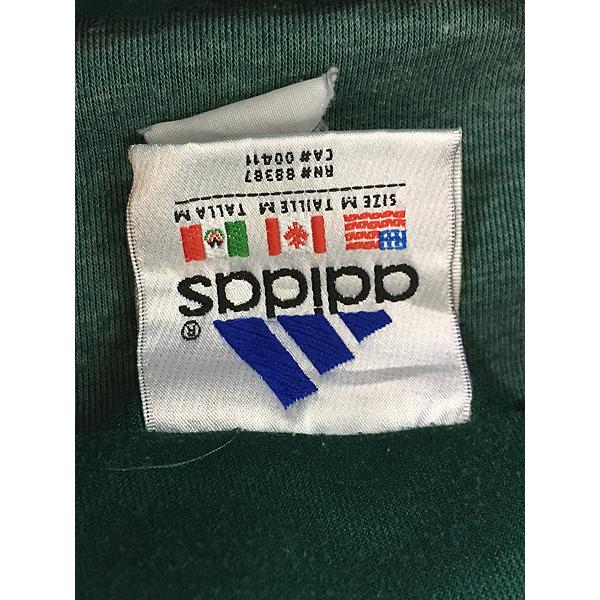 adidas®
SIZE M TAILLE M TALLA M
RN# 88387
CA# 00411